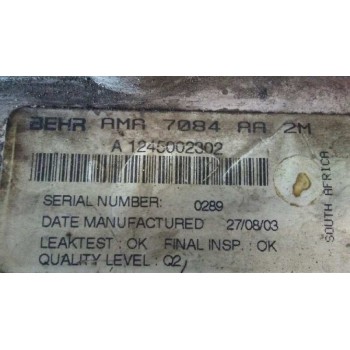 BEHR AMA 7084 AA 2M
A 1245002302
SERIAL NUMBER: 0289
DATE MANUFACTURED 27/08/03
LEAKTEST : OK FINAL INSP. : OK
QUALITY LEVEL : Q2
SOUTH AFRICA